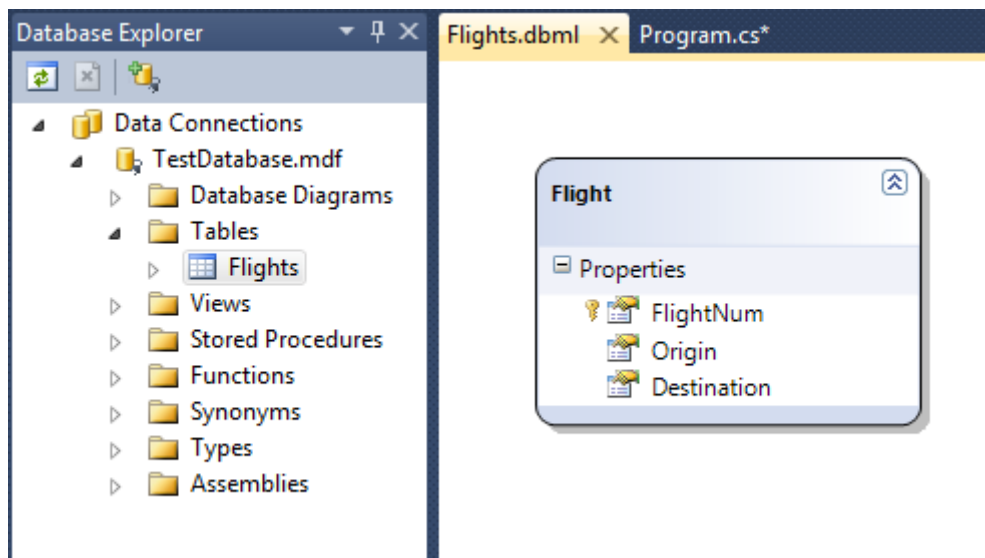 Database Explorer
Data Connections
TestDatabase.mdf
Database Diagrams
Tables
Flights
Views
Stored Procedures
Functions
Synonyms
Types
Assemblies
Flights.dbml
Program.cs*
Flight
Properties
FlightNum
Origin
Destination